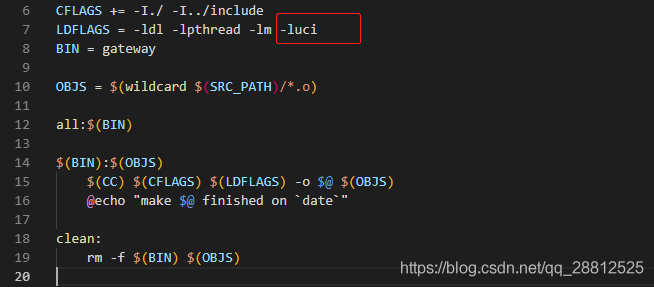 6 CFLAGS += -I./ -I../include
7 LDFLAGS = -ldl -lpthread -lm -luci
8 BIN = gateway
9
10 OBJS = $(wildcard $(SRC_PATH)/*.o)
11
12 all:$(BIN)
13
14 $(BIN):$(OBJS)
15 $(CC) $(CFLAGS) $(LDFLAGS) -o $@ $(OBJS)
16 @echo "make $@ finished on `date`"
17
18 clean:
19 rm -f $(BIN) $(OBJS)
20
https://blog.csdn.net/qq_28812525